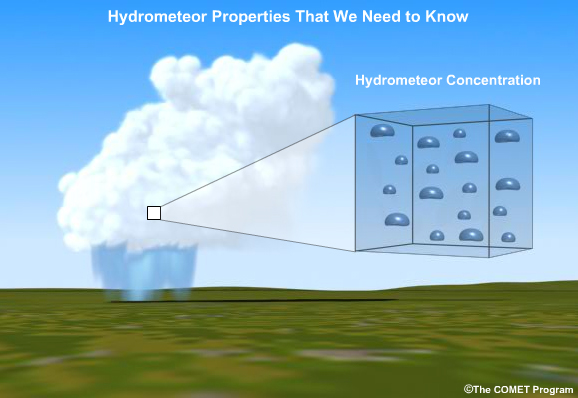 Hydrometeor Properties That We Need to Know
Hydrometeor Concentration
©The COMET Program